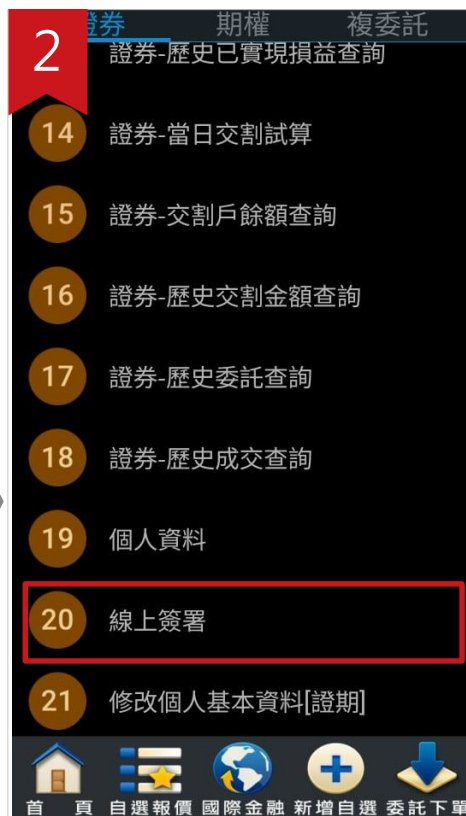 2
證券 期權 複委託
證券-歷史已實現損益查詢
14 證券-當日交割試算
15 證券-交割戶餘額查詢
16 證券-歷史交割金額查詢
17 證券-歷史委託查詢
18 證券-歷史成交查詢
19 個人資料
20 線上簽署
21 修改個人基本資料[證期]
首頁 自選報價 國際金融 新增自選 委託下單